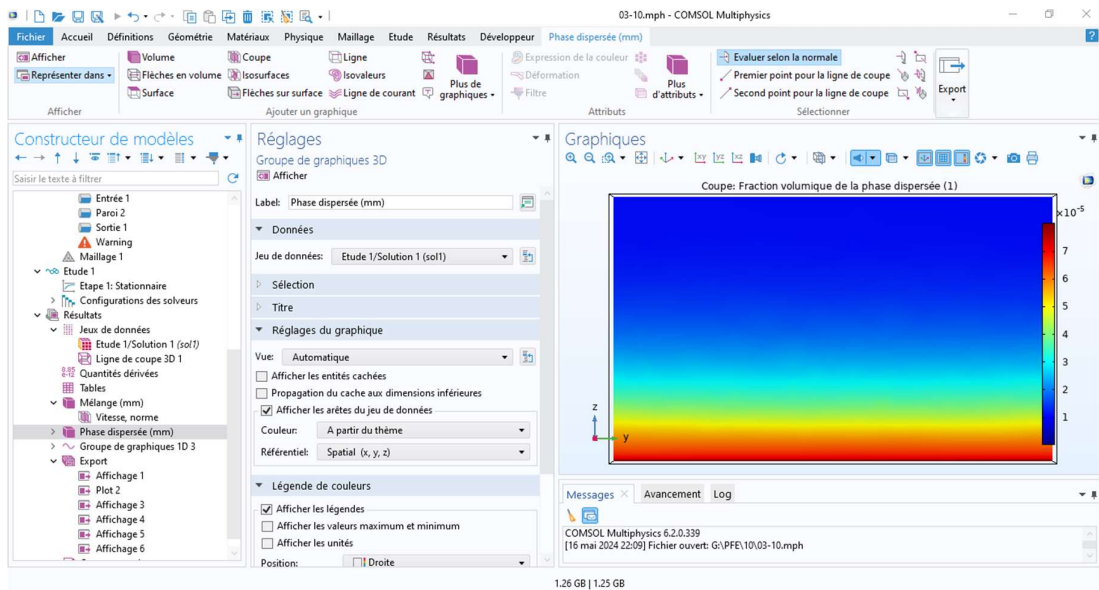 03-10.mph - COMSOL Multiphysics
Fichier Accueil Définitions Géométrie Matériaux Physique Maillage Etude Résultats Développeur Phase dispersée (mm)
Afficher
Représenter dans
Afficher
Volume
Flèches en volume
Surface
Coupe
Isosurfaces
Flèches sur surface
Ligne
Isovaleurs
Ligne de courant
Plus de
graphiques
Ajouter un graphique
Expression de la couleur
Déformation
Filtre
Plus
d'attributs
Attributs
Evaluer selon la normale
Premier point pour la ligne de coupe
Second point pour la ligne de coupe
Sélectionner
Export
Constructeur de modèles
Saisir le texte à filtrer
Entrée 1
Paroi 2
Sortie 1
Warning
Maillage 1
Etude 1
Etape 1: Stationnaire
Configurations des solveurs
Résultats
Jeux de données
Etude 1/Solution 1 (sol1)
Ligne de coupe 3D 1
Quantités dérivées
Tables
Mélange (mm)
Vitesse, norme
Phase dispersée (mm)
Groupe de graphiques 1D 3
Export
Affichage 1
Plot 2
Affichage 3
Affichage 4
Affichage 5
Affichage 6
Réglages
Groupe de graphiques 3D
Afficher
Label: Phase dispersée (mm)
Données
Jeu de données: Etude 1/Solution 1 (sol1)
Sélection
Titre
Réglages du graphique
Vue: Automatique
Afficher les entités cachées
Propagation du cache aux dimensions inférieures
Afficher les arêtes du jeu de données
Couleur: A partir du thème
Référentiel: Spatial (x, y, z)
Légende de couleurs
Afficher les légendes
Afficher les valeurs maximum et minimum
Afficher les unités
Position: Droite
Graphiques
Coupe: Fraction volumique de la phase dispersée (1)
×10⁻⁵
7
6
5
4
3
2
1
z
y
Messages Avancement Log
COMSOL Multiphysics 6.2.0.339
[16 mai 2024 22:09] Fichier ouvert: G:\PFE\10\03-10.mph
1.26 GB | 1.25 GB